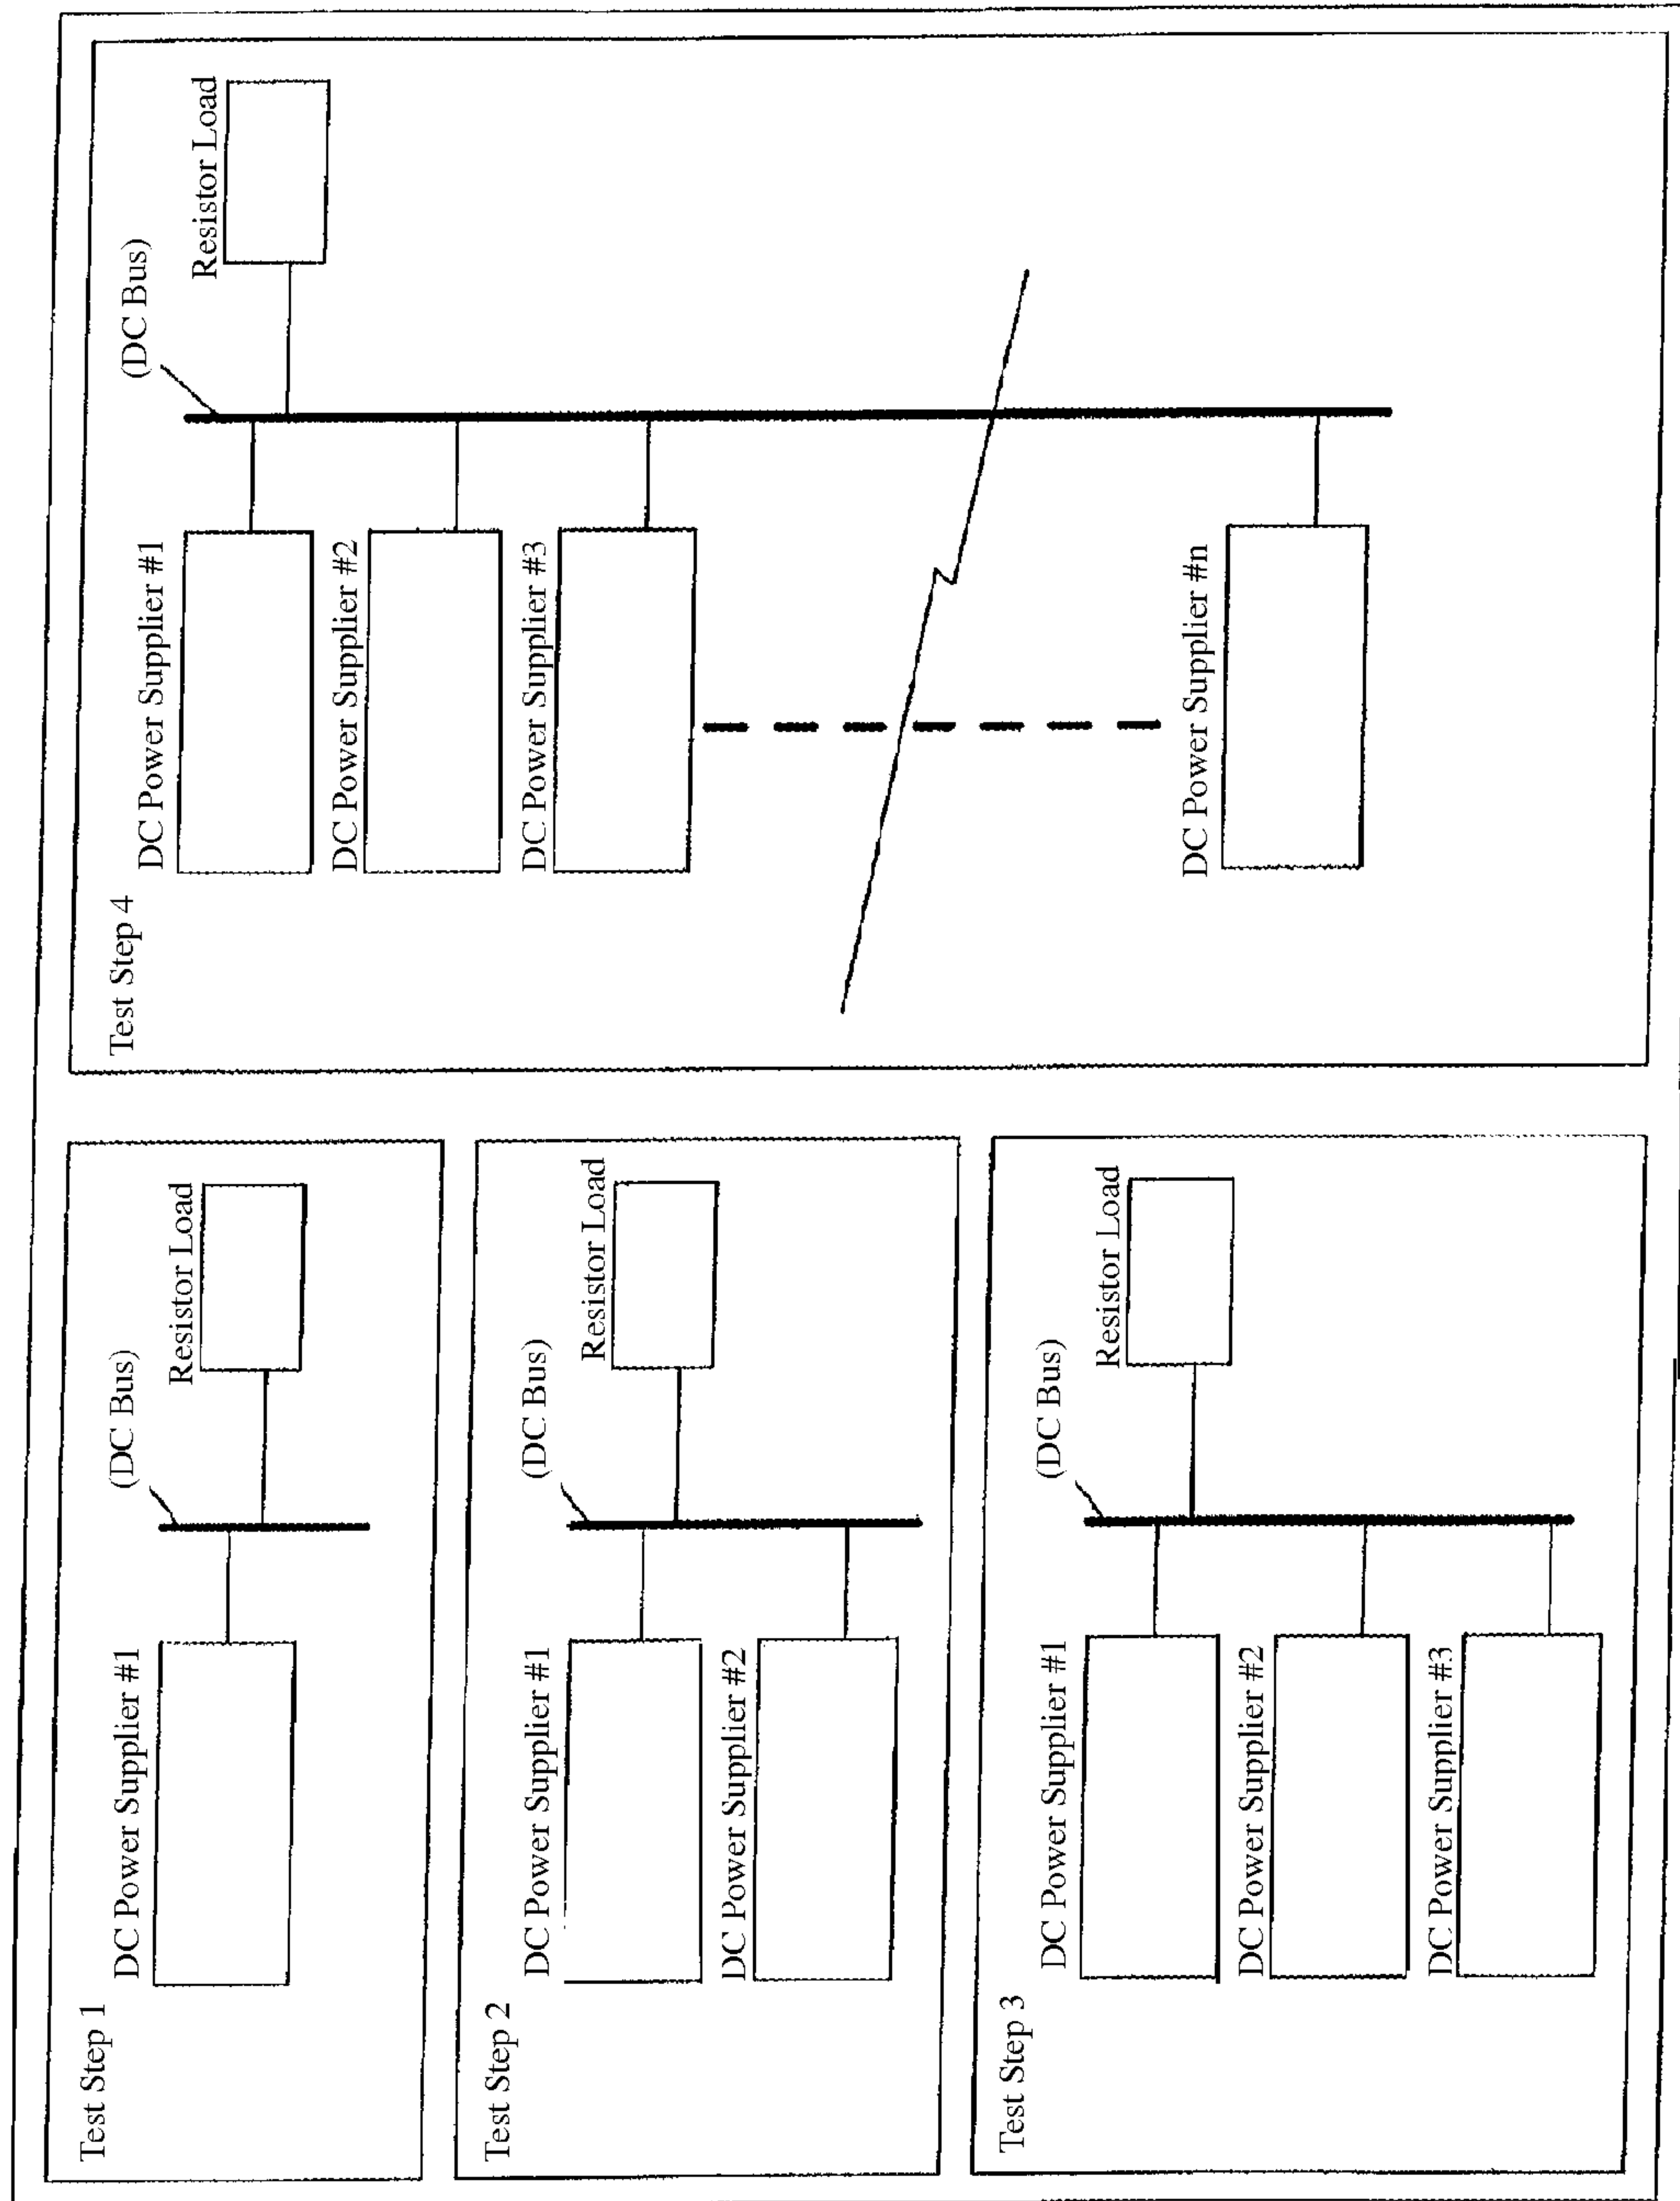 Test Step 1
DC Power Supplier #1
(DC Bus)
Resistor Load
Test Step 2
DC Power Supplier #1
DC Power Supplier #2
(DC Bus)
Resistor Load
Test Step 3
DC Power Supplier #1
DC Power Supplier #2
DC Power Supplier #3
(DC Bus)
Resistor Load
Test Step 4
DC Power Supplier #1
DC Power Supplier #2
DC Power Supplier #3
DC Power Supplier #n
(DC Bus)
Resistor Load